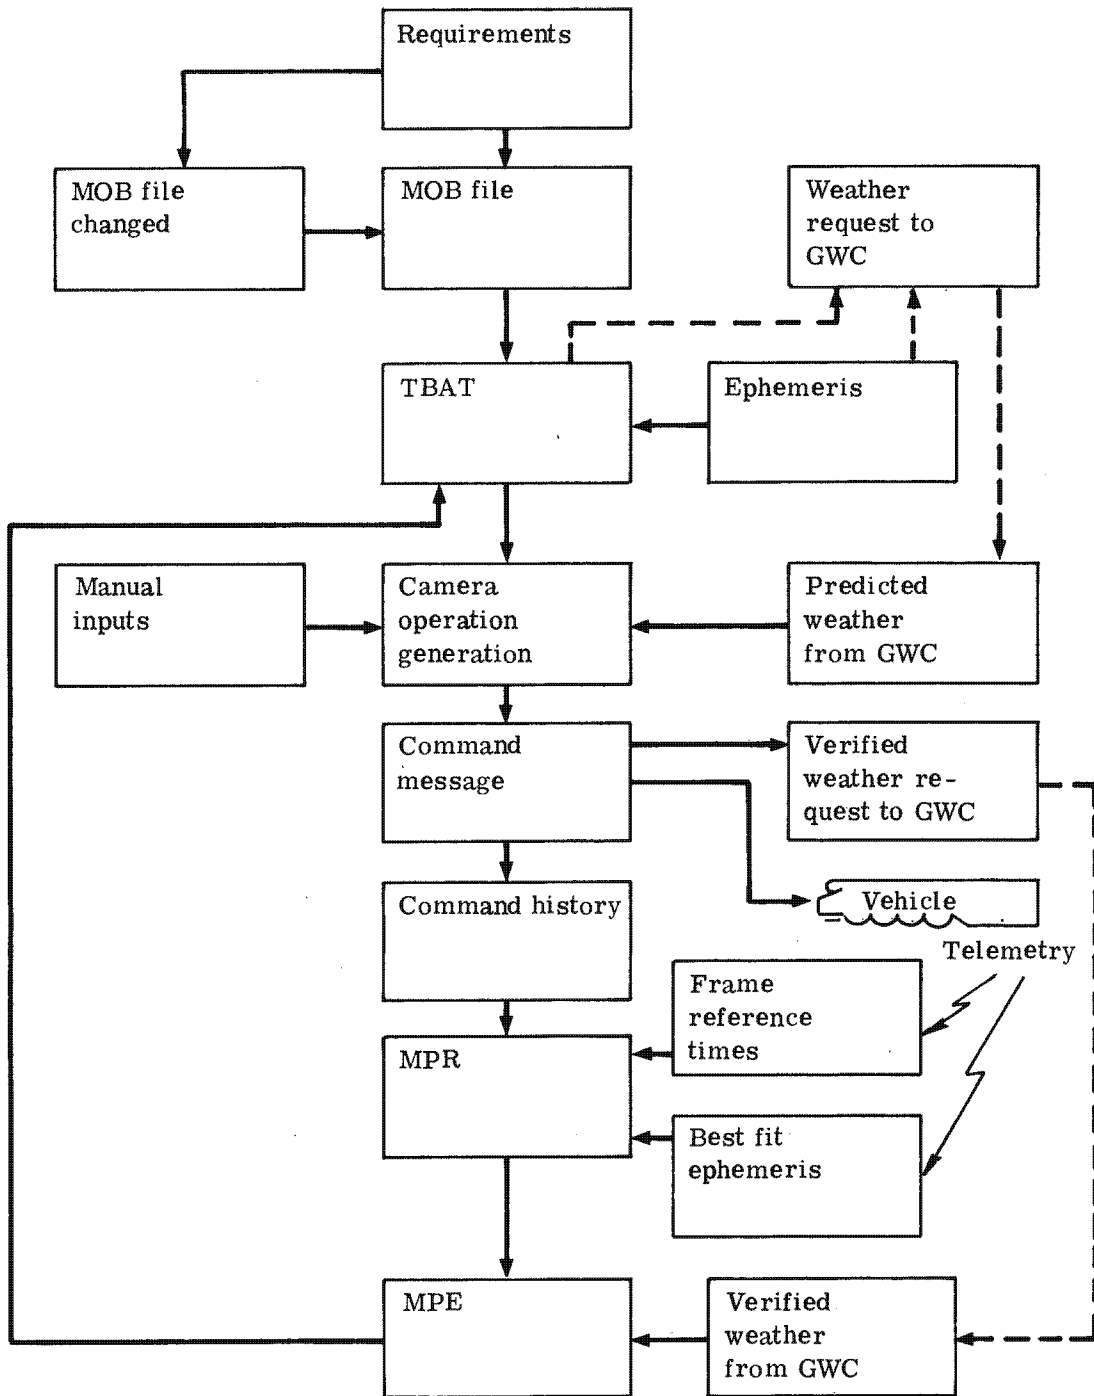 Requirements
MOB file
changed
MOB file
Weather
request to
GWC
TBAT
Ephemeris
Manual
inputs
Camera
operation
generation
Predicted
weather
from GWC
Command
message
Verified
weather re-
quest to GWC
Command history
Vehicle
Telemetry
Frame
reference
times
MPR
Best fit
ephemeris
MPE
Verified
weather
from GWC